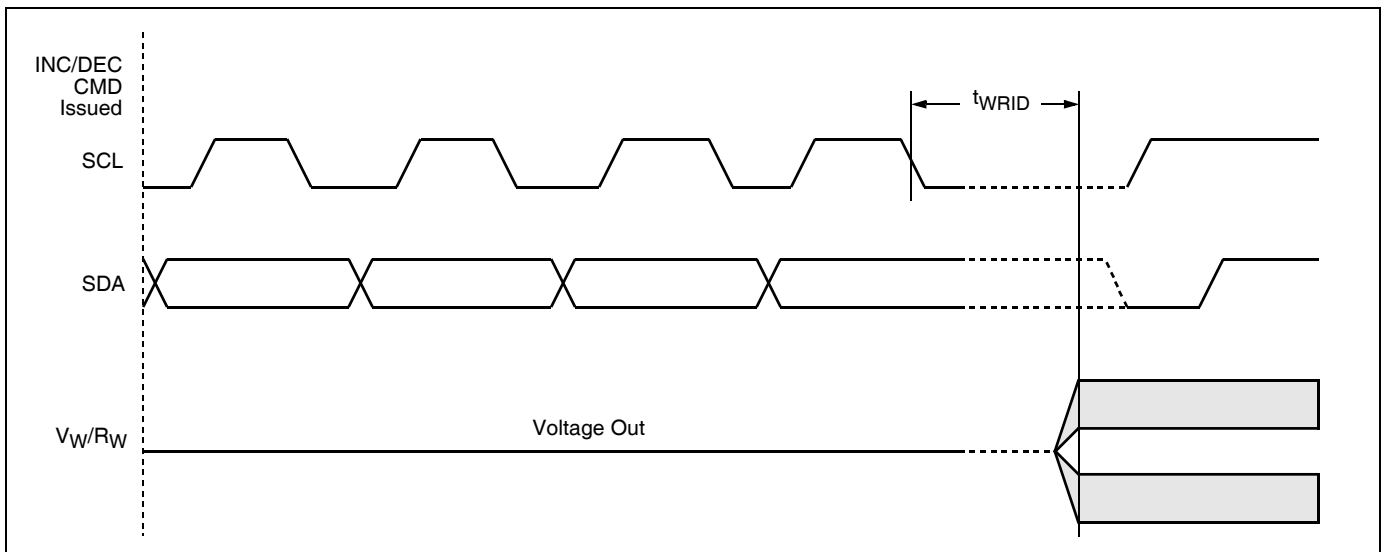 INC/DEC
CMD
Issued
tWRID
SCL
SDA
Voltage Out
VW/RW